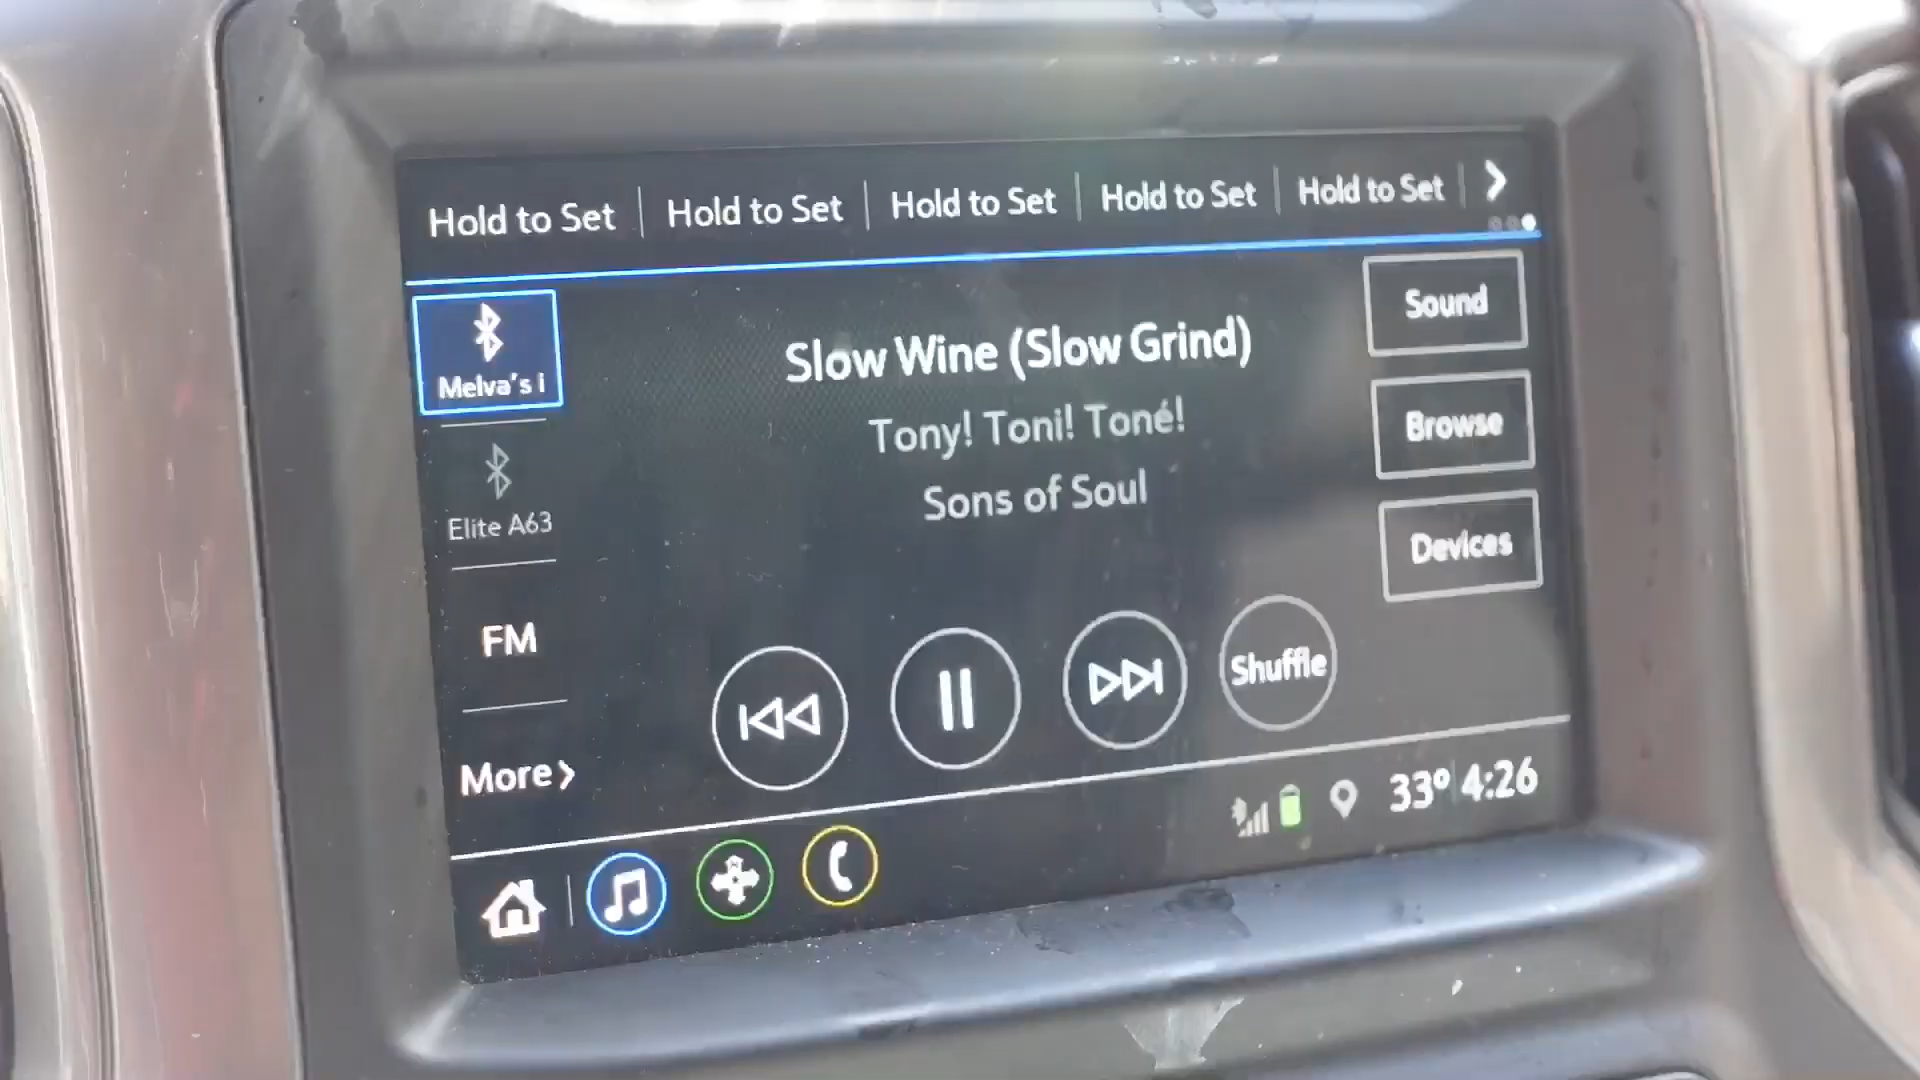 Hold to Set Hold to Set Hold to Set Hold to Set Hold to Set
Melva's i
Elite A63
FM
More
Slow Wine (Slow Grind)
Tony! Toni! Toné!
Sons of Soul
Shuffle
Sound
Browse
Devices
33° 4:26